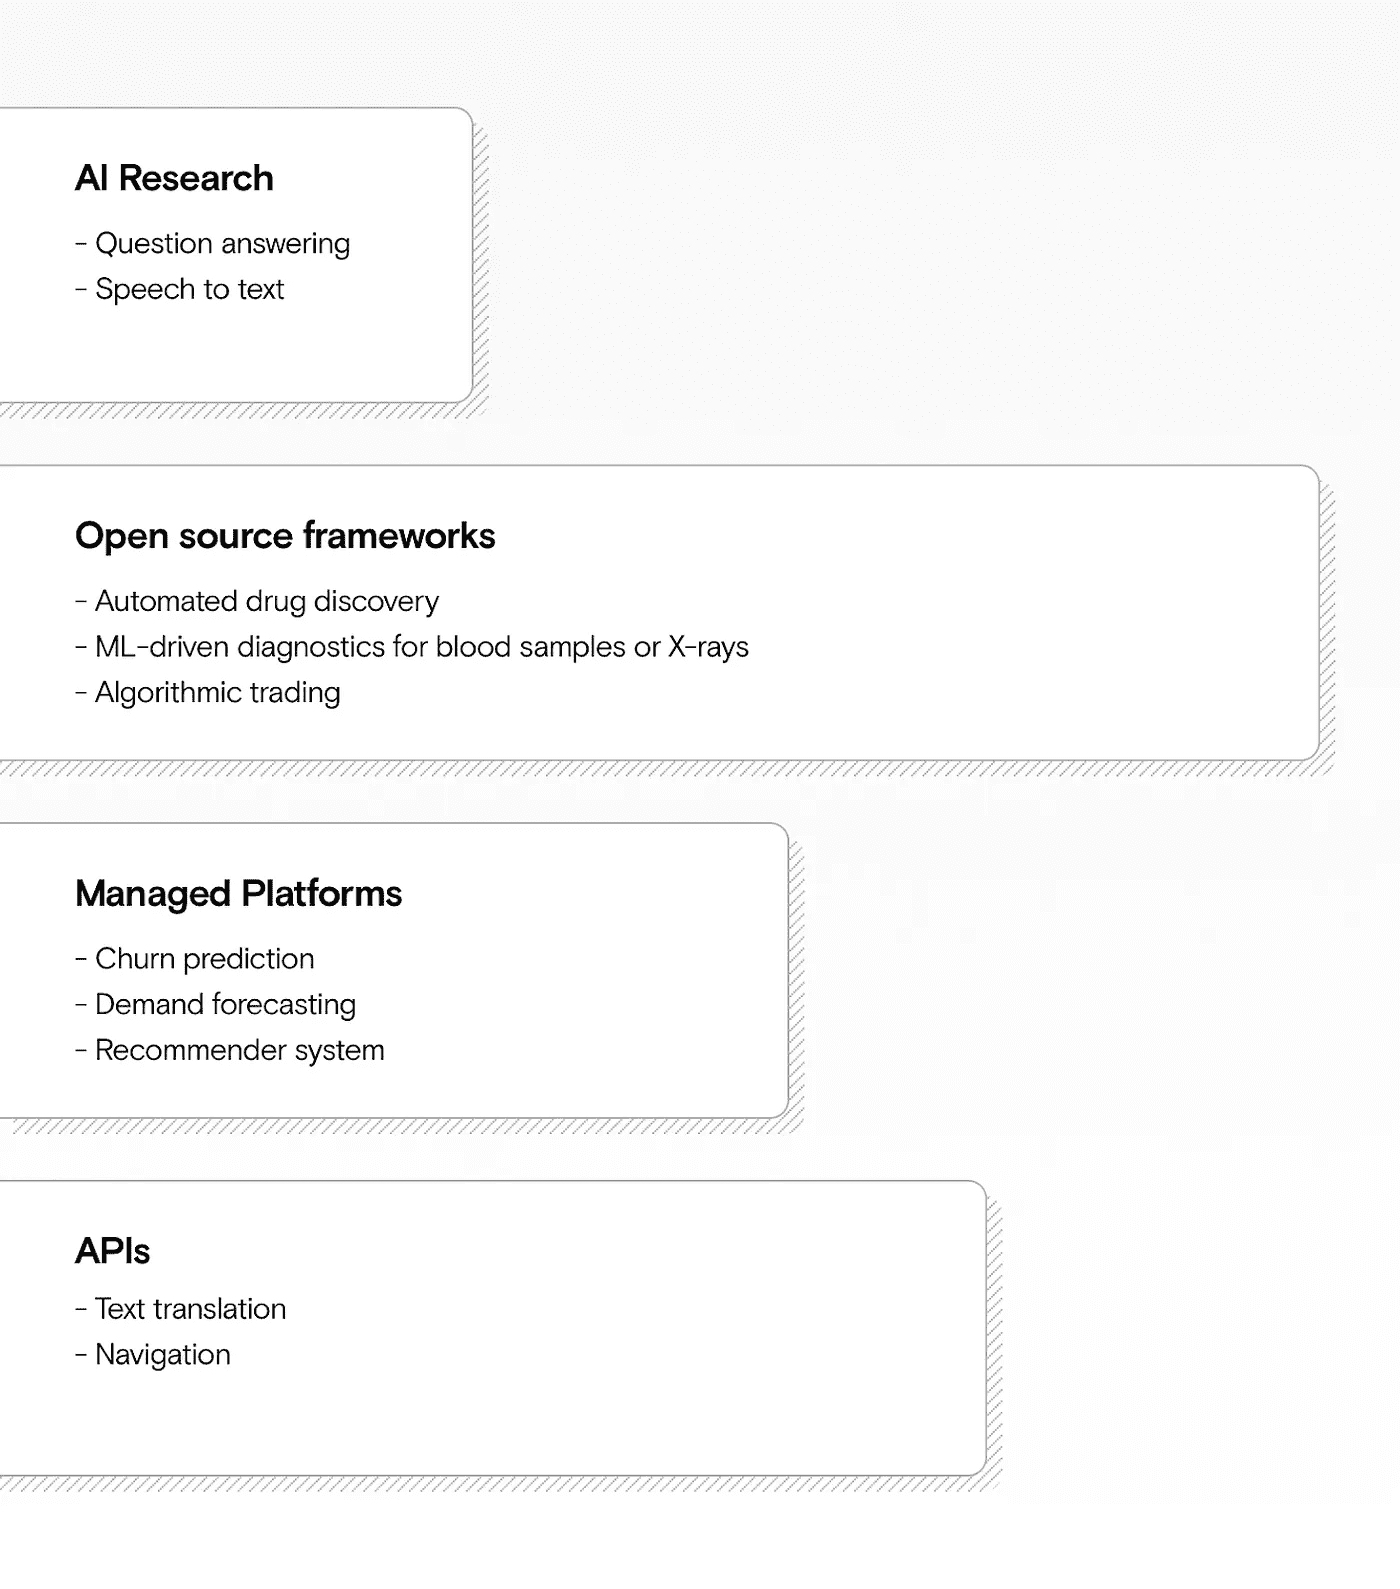 AI Research
- Question answering
- Speech to text
Open source frameworks
- Automated drug discovery
- ML-driven diagnostics for blood samples or X-rays
- Algorithmic trading
Managed Platforms
- Churn prediction
- Demand forecasting
- Recommender system
APIs
- Text translation
- Navigation